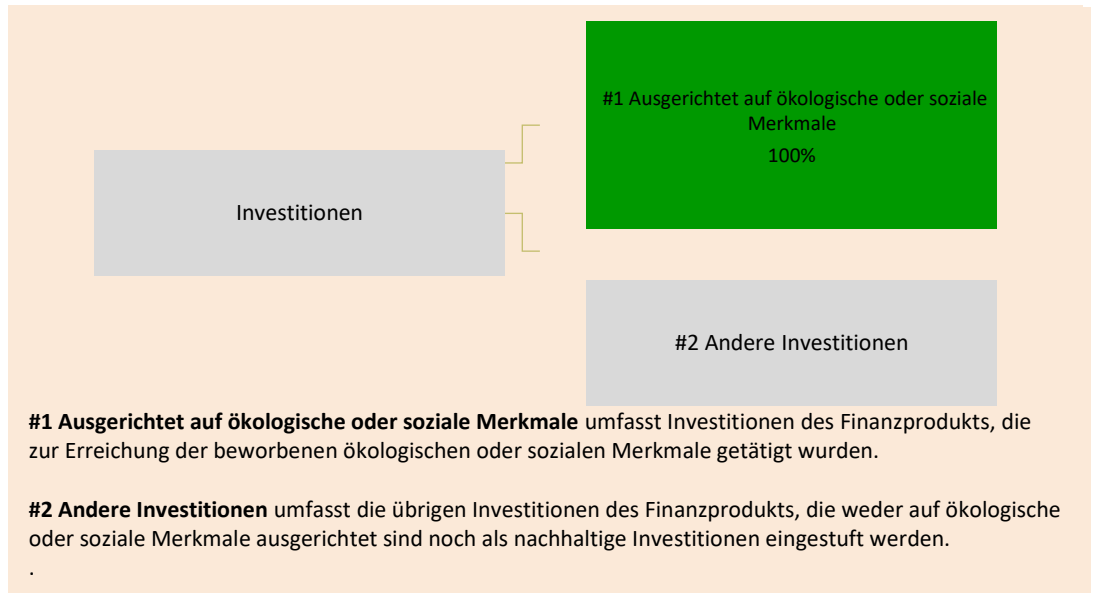 #1 Ausgerichtet auf ökologische oder soziale
Merkmale
100%
Investitionen
#2 Andere Investitionen
#1 Ausgerichtet auf ökologische oder soziale Merkmale umfasst Investitionen des Finanzprodukts, die
zur Erreichung der beworbenen ökologischen oder sozialen Merkmale getätigt wurden.
#2 Andere Investitionen umfasst die übrigen Investitionen des Finanzprodukts, die weder auf ökologische
oder soziale Merkmale ausgerichtet sind noch als nachhaltige Investitionen eingestuft werden.
.